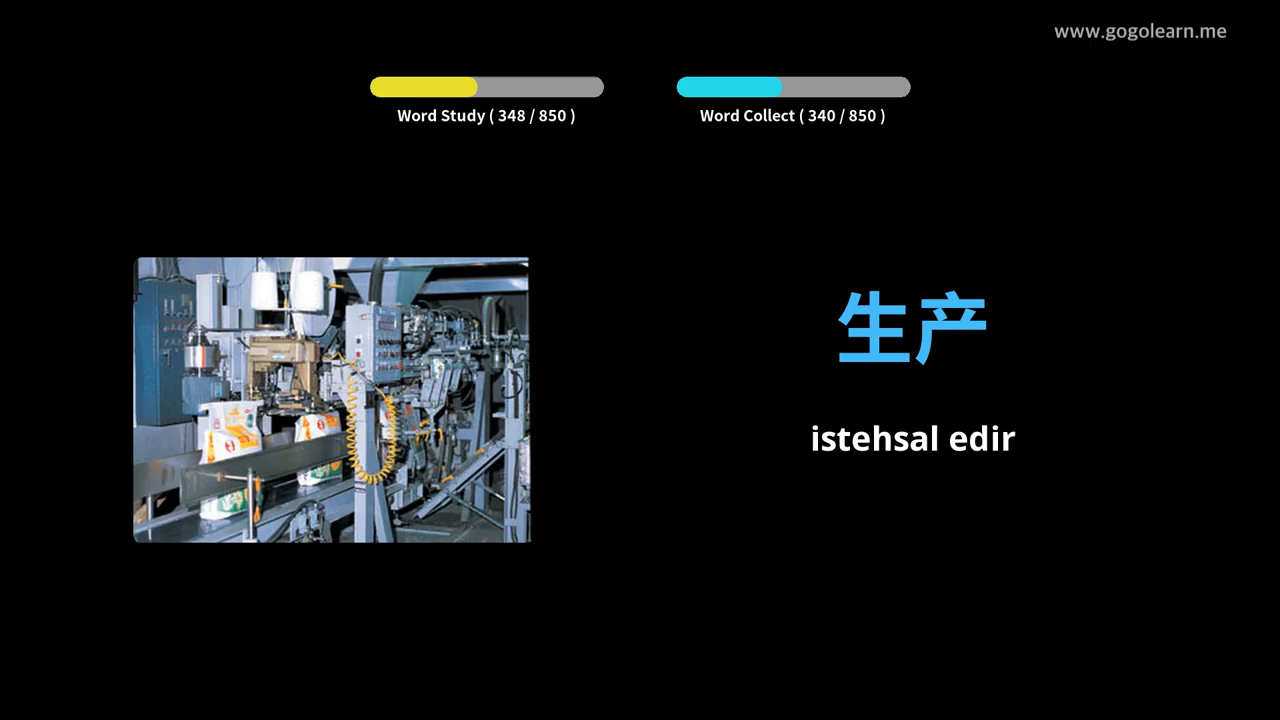 www.gogolearn.me
Word Study ( 348 / 850 )
Word Collect ( 340 / 850 )
生产
istehsal edir